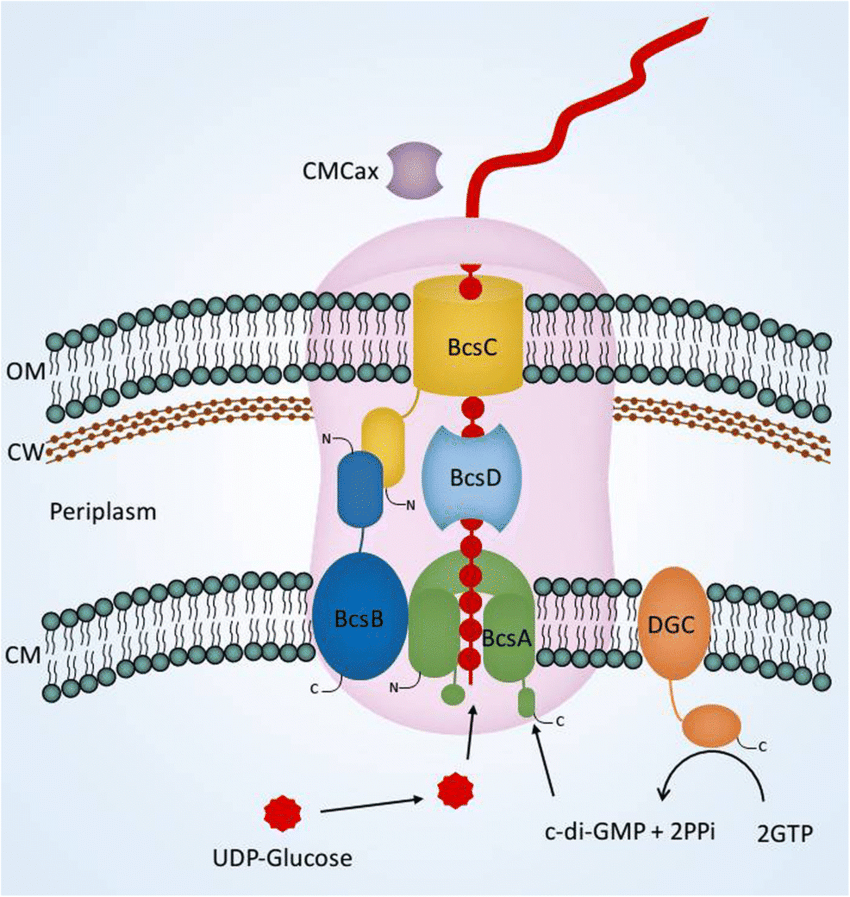 CMCax
BcsC
OM
N
CW
BcsD
N
Periplasm
BcsB
DGC
BcsA
CM
C
N
C
C
c-di-GMP + 2PPi
2GTP
UDP-Glucose